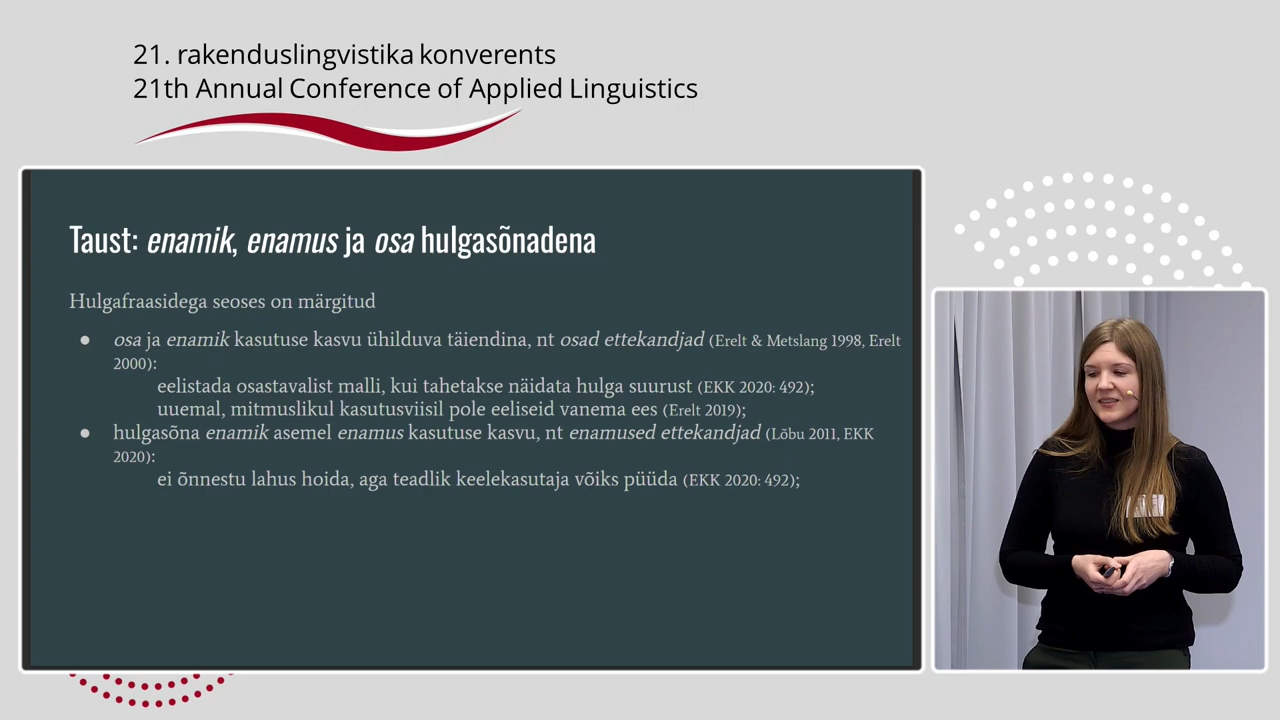 21. rakenduslingvistika konverents
21th Annual Conference of Applied Linguistics
Taust: enamik, enamus ja osa hulgasõnadena
Hulgafraasidega seoses on märgitud
● osa ja enamik kasutuse kasvu ühilduva täiendina, nt osad ettekandjad (Erelt & Metslang 1998, Erelt
2000):
eelistada osastavalist malli, kui tahetakse näidata hulga suurust (EKK 2020: 492);
uuemal, mitmuslikul kasutusviisil pole eeliseid vanema ees (Erelt 2019);
● hulgasõna enamik asemel enamus kasutuse kasvu, nt enamused ettekandjad (Lõbu 2011, EKK
2020):
ei õnnestu lahus hoida, aga teadlik keelekasutaja võiks püüda (EKK 2020: 492);